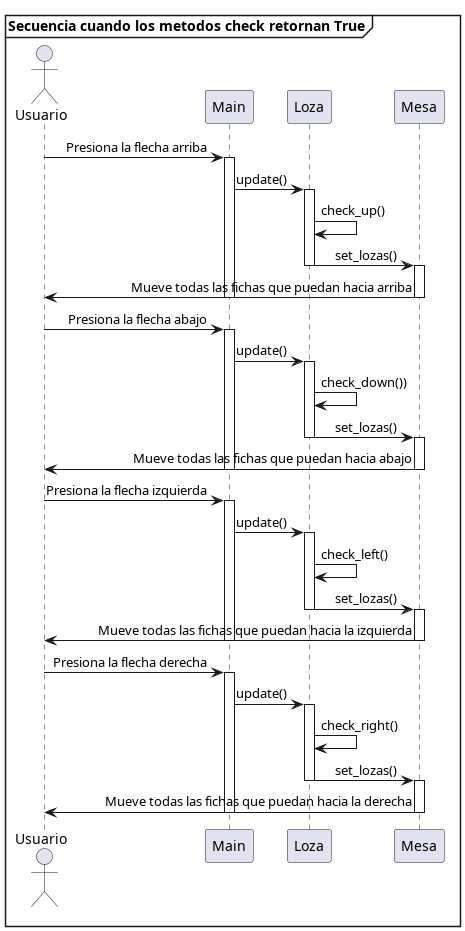 Secuencia cuando los metodos check retornan True
Usuario
Main
Loza
Mesa
Presiona la flecha arriba
update()
check_up()
set_lozas()
Mueve todas las fichas que puedan hacia arriba
Presiona la flecha abajo
update()
check_down())
set_lozas()
Mueve todas las fichas que puedan hacia abajo
Presiona la flecha izquierda
update()
check_left()
set_lozas()
Mueve todas las fichas que puedan hacia la izquierda
Presiona la flecha derecha
update()
check_right()
set_lozas()
Mueve todas las fichas que puedan hacia la derecha
Usuario
Main
Loza
Mesa